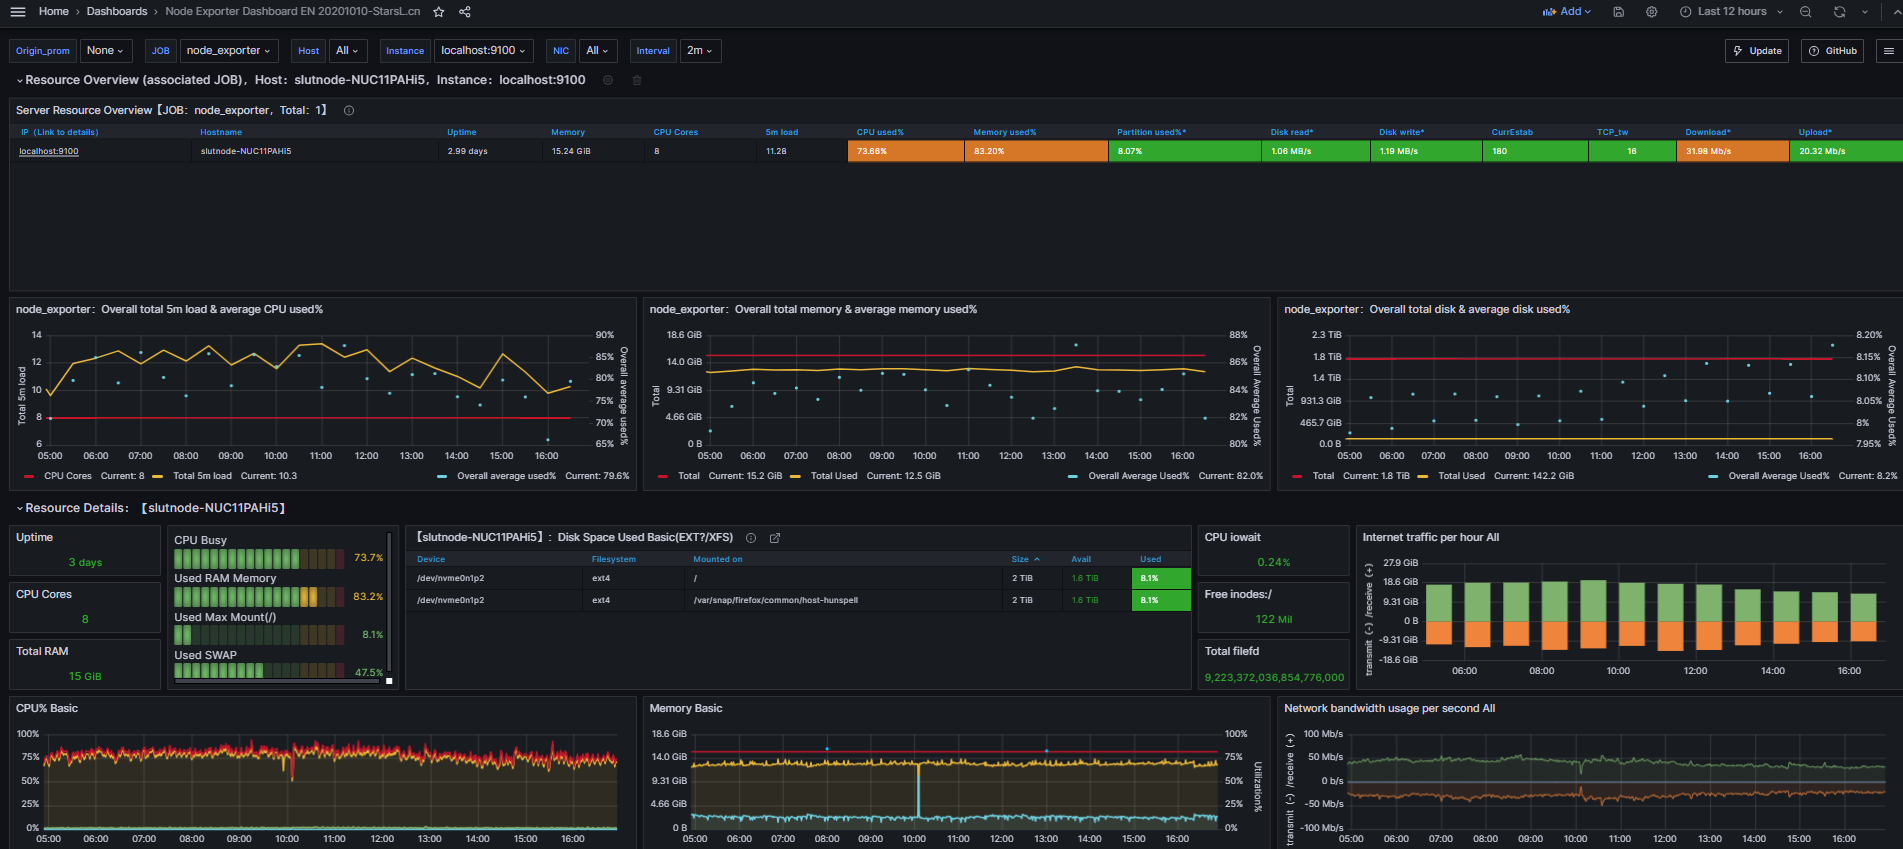 Home › Dashboards › Node Exporter Dashboard EN 20201010-StarsL.cn Add Last 12 hours
Origin_prom None JOB node_exporter Host All Instance localhost:9100 NIC All Interval 2m Update GitHub
Resource Overview (associated JOB), Host: slutnode-NUC11PAHi5, Instance: localhost:9100
Server Resource Overview【JOB: node_exporter, Total: 1】
IP (Link to details) Hostname Uptime Memory CPU Cores 5m load CPU used% Memory used% Partition used%* Disk read* Disk write* CurrEstab TCP_tw Download* Upload*
localhost:9100 slutnode-NUC11PAHi5 2.99 days 15.24 GiB 8 11.28 73.66% 83.20% 8.07% 1.06 MB/s 1.19 MB/s 180 16 31.98 Mb/s 20.32 Mb/s
node_exporter: Overall total 5m load & average CPU used%
14
12
10
8
6
Total 5m load
90%
85%
80%
75%
70%
65%
Overall average used%
05:00 06:00 07:00 08:00 09:00 10:00 11:00 12:00 13:00 14:00 15:00 16:00
CPU Cores Current: 8 Total 5m load Current: 10.3 Overall average used% Current: 79.6%
node_exporter: Overall total memory & average memory used%
18.6 GiB
14.0 GiB
9.31 GiB
4.66 GiB
0 B
Total
88%
86%
84%
82%
80%
Overall Average Used%
05:00 06:00 07:00 08:00 09:00 10:00 11:00 12:00 13:00 14:00 15:00 16:00
Total Current: 15.2 GiB Total Used Current: 12.5 GiB Overall Average Used% Current: 82.0%
node_exporter: Overall total disk & average disk used%
2.3 TiB
1.8 TiB
1.4 TiB
931.3 GiB
465.7 GiB
0.0 B
Total
8.20%
8.15%
8.10%
8.05%
8%
7.95%
Overall Average Used%
05:00 06:00 07:00 08:00 09:00 10:00 11:00 12:00 13:00 14:00 15:00 16:00
Total Current: 1.8 TiB Total Used Current: 142.2 GiB Overall Average Used% Current: 8.2%
Resource Details: 【slutnode-NUC11PAHi5】
Uptime
3 days
CPU Cores
8
Total RAM
15 GiB
CPU Busy
73.7%
Used RAM Memory
83.2%
Used Max Mount(/)
8.1%
Used SWAP
47.5%
【slutnode-NUC11PAHi5】: Disk Space Used Basic(EXT?/XFS)
Device Filesystem Mounted on Size Avail Used
/dev/nvme0n1p2 ext4 / 2 TiB 1.6 TiB 8.1%
/dev/nvme0n1p2 ext4 /var/snap/firefox/common/host-hunspell 2 TiB 1.6 TiB 8.1%
CPU iowait
0.24%
Free inodes:/
122 Mil
Total filefd
9,223,372,036,854,776,000
Internet traffic per hour All
27.9 GiB
18.6 GiB
9.31 GiB
0 B
-9.31 GiB
-18.6 GiB
transmit (-) /receive (+)
06:00 08:00 10:00 12:00 14:00 16:00
CPU% Basic
100%
75%
50%
25%
0%
05:00 06:00 07:00 08:00 09:00 10:00 11:00 12:00 13:00 14:00 15:00 16:00
Memory Basic
18.6 GiB
14.0 GiB
9.31 GiB
4.66 GiB
0 B
100%
75%
50%
25%
0%
Utilization%
05:00 06:00 07:00 08:00 09:00 10:00 11:00 12:00 13:00 14:00 15:00 16:00
Network bandwidth usage per second All
100 Mb/s
50 Mb/s
0 b/s
-50 Mb/s
-100 Mb/s
transmit (-) /receive (+)
05:00 06:00 07:00 08:00 09:00 10:00 11:00 12:00 13:00 14:00 15:00 16:00